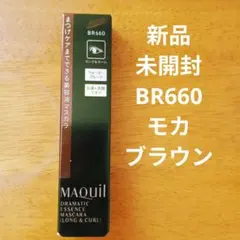 まつげケアまでできる美容液マスカラ
BR660
MAQuiL
DRAMATIC
ESSENCE
MASCARA
(LONG & CURL)
新品
未開封
BR660
モカ
ブラウン